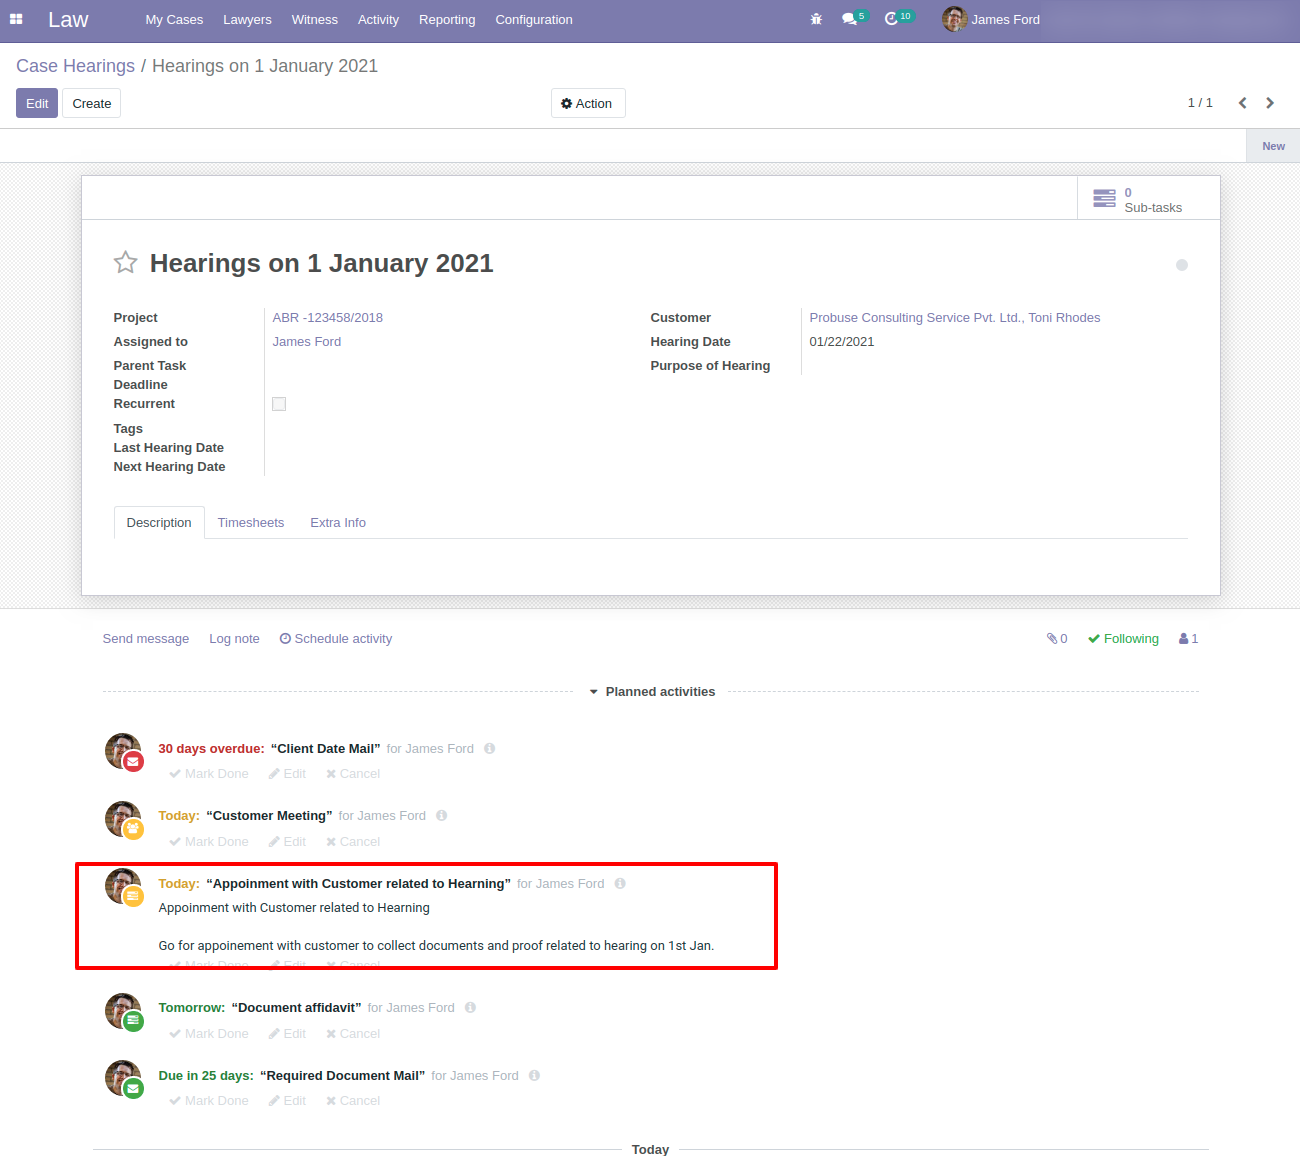 Law My Cases Lawyers Witness Activity Reporting Configuration 5 10 James Ford
Case Hearings / Hearings on 1 January 2021
Edit Create Action 1 / 1
New
0
Sub-tasks
Hearings on 1 January 2021
Project ABR -123458/2018 Customer Probuse Consulting Service Pvt. Ltd., Toni Rhodes
Assigned to James Ford Hearing Date 01/22/2021
Parent Task Purpose of Hearing
Deadline
Recurrent
Tags
Last Hearing Date
Next Hearing Date
Description Timesheets Extra Info
Send message Log note Schedule activity 0 Following 1
Planned activities
30 days overdue: “Client Date Mail” for James Ford
Mark Done Edit Cancel
Today: “Customer Meeting” for James Ford
Mark Done Edit Cancel
Today: “Appoinment with Customer related to Hearning” for James Ford
Appoinment with Customer related to Hearning
Go for appoinement with customer to collect documents and proof related to hearing on 1st Jan.
Mark Done Edit Cancel
Tomorrow: “Document affidavit” for James Ford
Mark Done Edit Cancel
Due in 25 days: “Required Document Mail” for James Ford
Mark Done Edit Cancel
Today